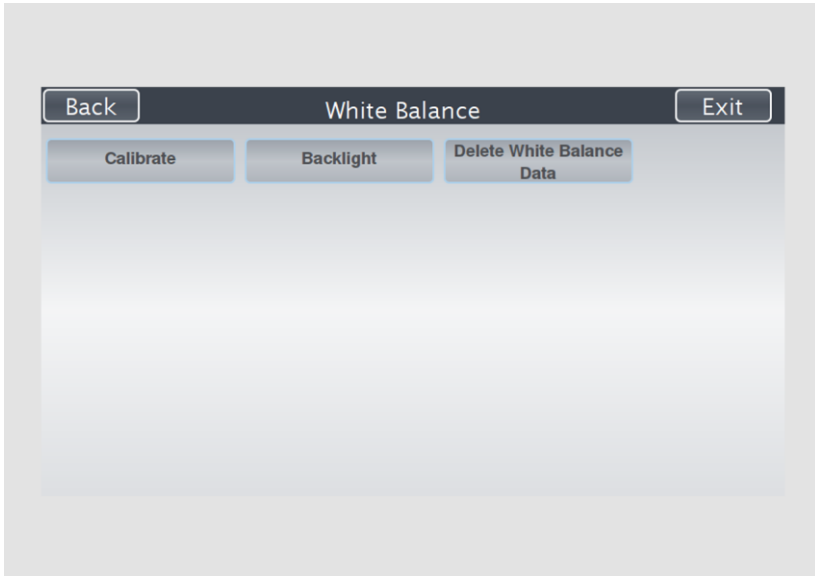 Back
White Balance
Exit
Calibrate
Backlight
Delete White Balance
Data